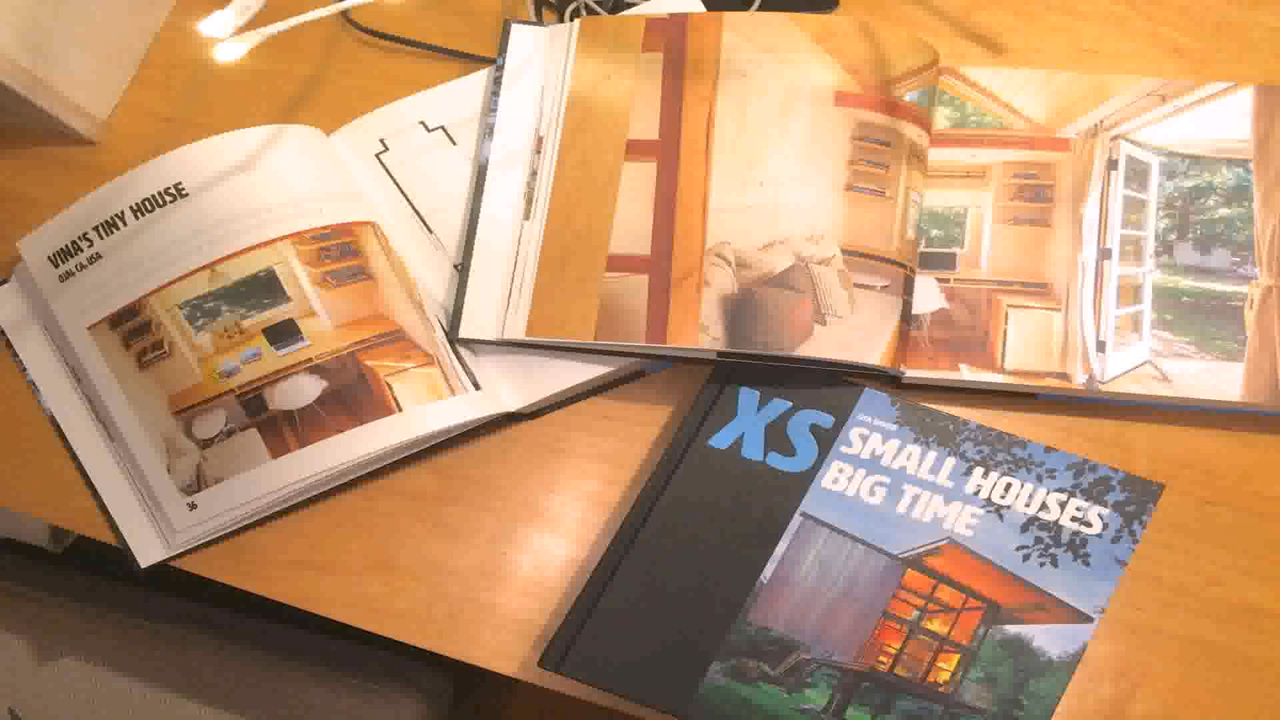 VINA'S TINY HOUSE
OJAI, CA, USA
36
XS
SMALL HOUSES
BIG TIME